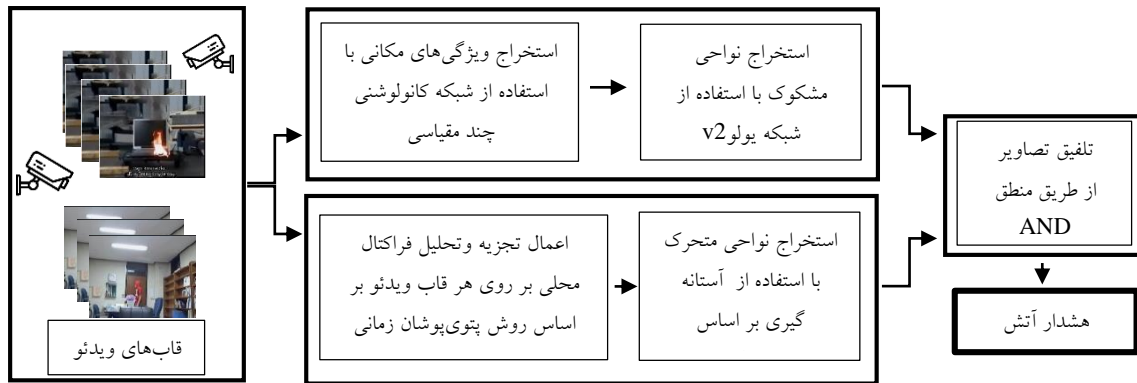 قاب‌های ویدئو
استخراج ویژگی‌های مکانی با
استفاده از شبکه کانولوشنی
چند مقیاسی
استخراج نواحی
مشکوک با استفاده از
شبکه یولو v2
اعمال تجزیه وتحلیل فراکتال
محلی بر روی هر قاب ویدئو بر
اساس روش پتوی‌پوشان زمانی
استخراج نواحی متحرک
با استفاده از آستانه
گیری بر اساس
تلفیق تصاویر
از طریق منطق
AND
هشدار آتش